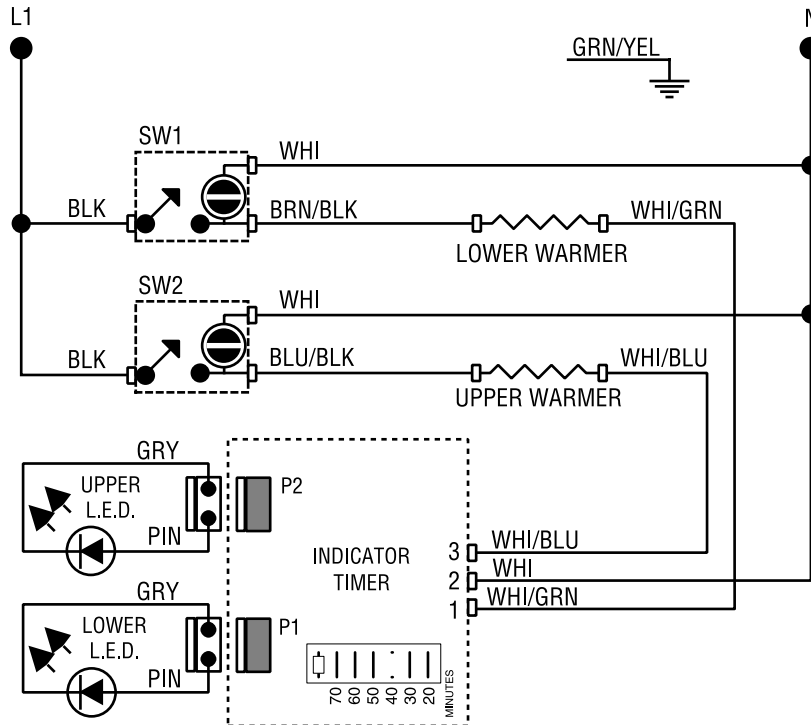 L1
N
GRN/YEL
SW1
WHI
BLK
BRN/BLK
WHI/GRN
LOWER WARMER
SW2
WHI
BLK
BLU/BLK
WHI/BLU
UPPER WARMER
GRY
UPPER
L.E.D.
PIN
P2
INDICATOR
TIMER
3
WHI/BLU
2
WHI
1
WHI/GRN
GRY
LOWER
L.E.D.
PIN
P1
70
60
50
40
30
20
MINUTES